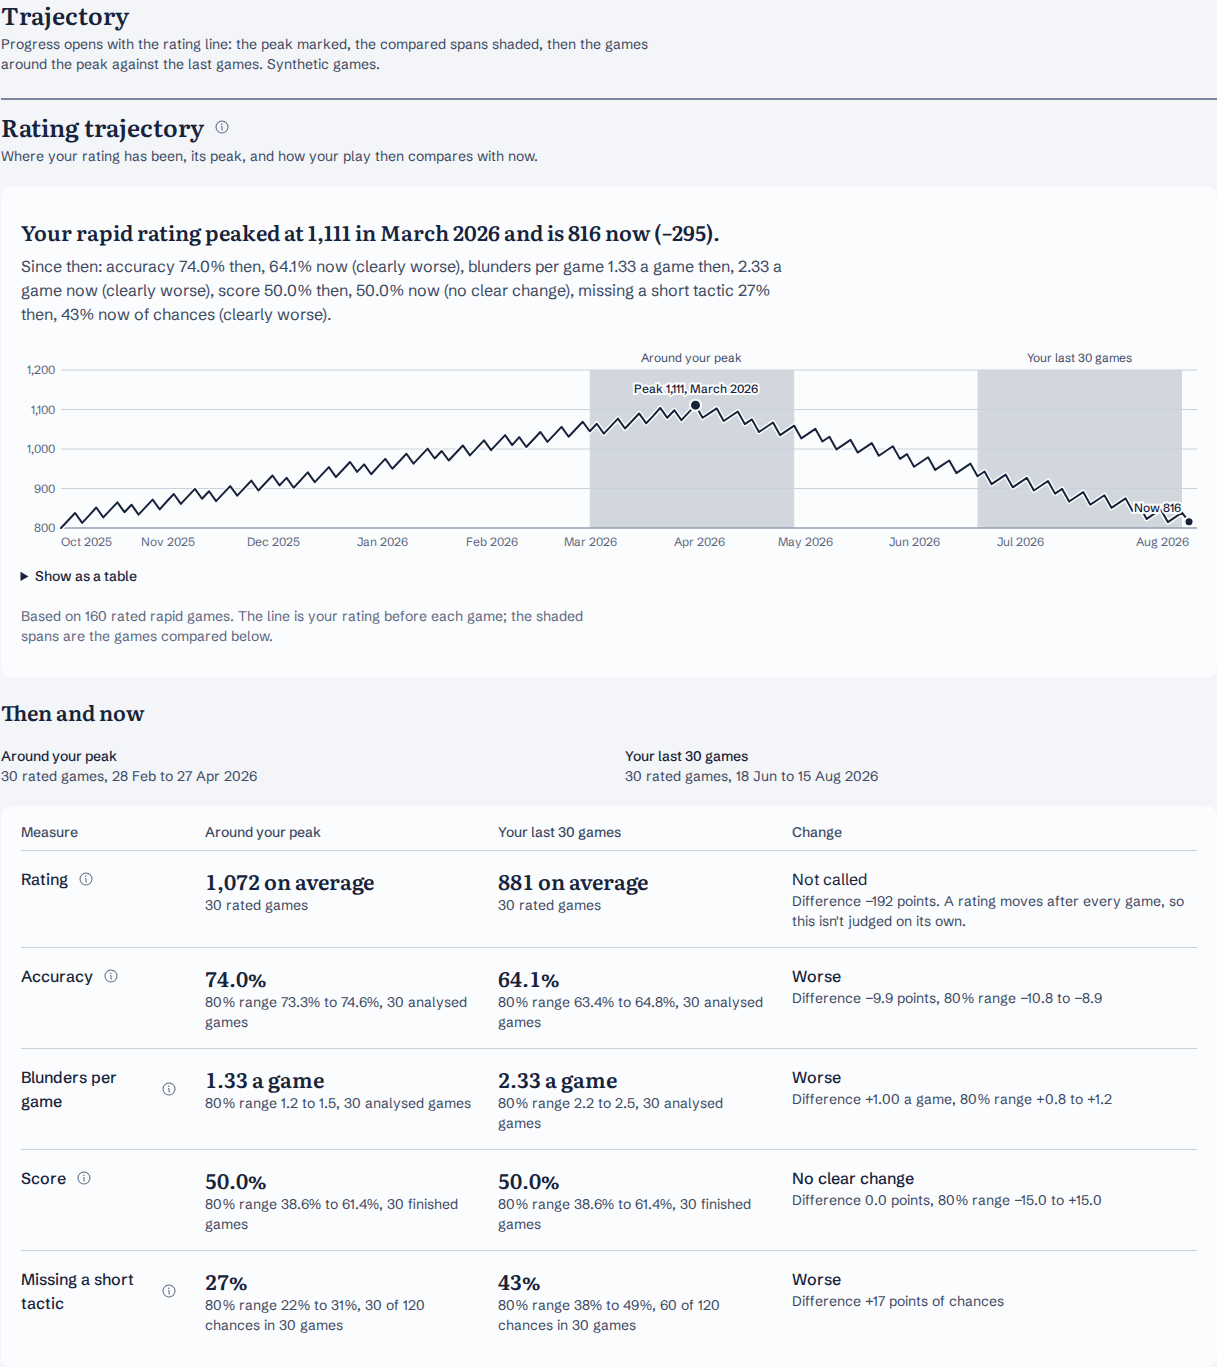 Trajectory
Progress opens with the rating line: the peak marked, the compared spans shaded, then the games
around the peak against the last games. Synthetic games.
Rating trajectory
Where your rating has been, its peak, and how your play then compares with now.
Your rapid rating peaked at 1,111 in March 2026 and is 816 now (−295).
Since then: accuracy 74.0% then, 64.1% now (clearly worse), blunders per game 1.33 a game then, 2.33 a
game now (clearly worse), score 50.0% then, 50.0% now (no clear change), missing a short tactic 27%
then, 43% now of chances (clearly worse).
Around your peak
Your last 30 games
1,200
1,100
1,000
900
800
Peak 1,111, March 2026
Now 816
Oct 2025 Nov 2025 Dec 2025 Jan 2026 Feb 2026 Mar 2026 Apr 2026 May 2026 Jun 2026 Jul 2026 Aug 2026
Show as a table
Based on 160 rated rapid games. The line is your rating before each game; the shaded
spans are the games compared below.
Then and now
Around your peak
30 rated games, 28 Feb to 27 Apr 2026
Your last 30 games
30 rated games, 18 Jun to 15 Aug 2026
Measure Around your peak Your last 30 games Change
Rating
1,072 on average
30 rated games
881 on average
30 rated games
Not called
Difference −192 points. A rating moves after every game, so
this isn't judged on its own.
Accuracy
74.0%
80% range 73.3% to 74.6%, 30 analysed
games
64.1%
80% range 63.4% to 64.8%, 30 analysed
games
Worse
Difference −9.9 points, 80% range −10.8 to −8.9
Blunders per
game
1.33 a game
80% range 1.2 to 1.5, 30 analysed games
2.33 a game
80% range 2.2 to 2.5, 30 analysed
games
Worse
Difference +1.00 a game, 80% range +0.8 to +1.2
Score
50.0%
80% range 38.6% to 61.4%, 30 finished
games
50.0%
80% range 38.6% to 61.4%, 30 finished
games
No clear change
Difference 0.0 points, 80% range −15.0 to +15.0
Missing a short
tactic
27%
80% range 22% to 31%, 30 of 120
chances in 30 games
43%
80% range 38% to 49%, 60 of 120
chances in 30 games
Worse
Difference +17 points of chances